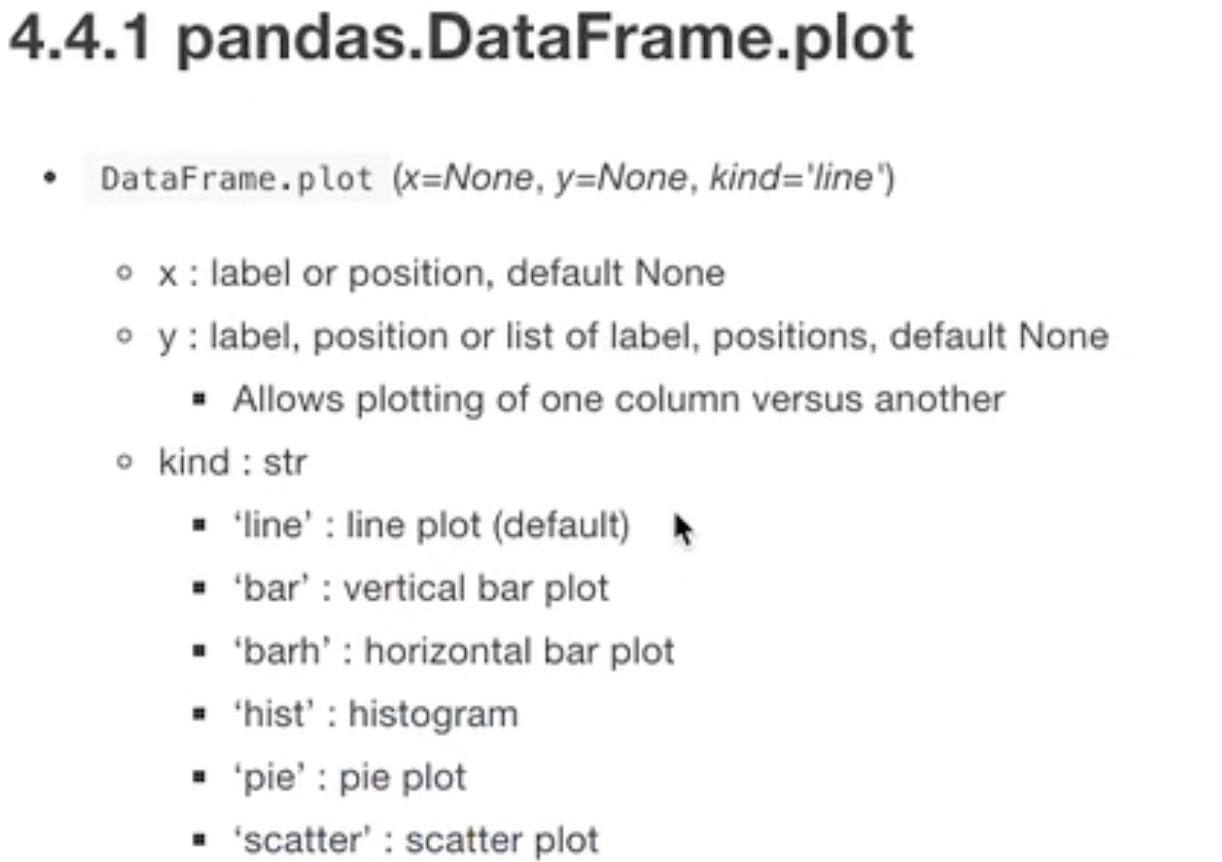 4.4.1 pandas.DataFrame.plot
• DataFrame.plot (x=None, y=None, kind='line')
◦ x : label or position, default None
◦ y : label, position or list of label, positions, default None
▪ Allows plotting of one column versus another
◦ kind : str
▪ ‘line’ : line plot (default)
▪ ‘bar’ : vertical bar plot
▪ ‘barh’ : horizontal bar plot
▪ ‘hist’ : histogram
▪ ‘pie’ : pie plot
▪ ‘scatter’ : scatter plot